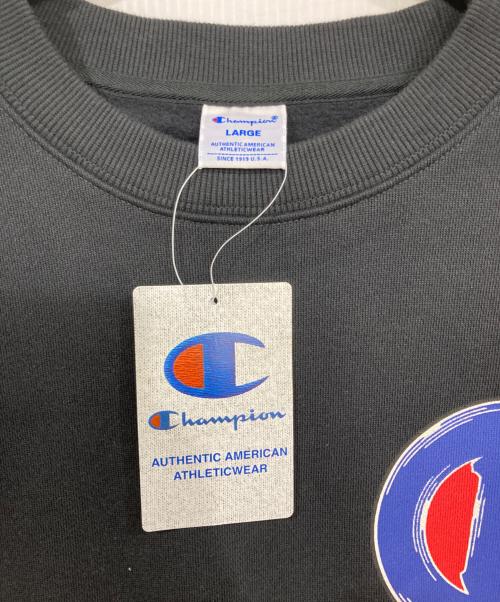 Champion
LARGE
AUTHENTIC AMERICAN
ATHLETICWEAR
SINCE 1919 U.S.A.
Champion
AUTHENTIC AMERICAN
ATHLETICWEAR